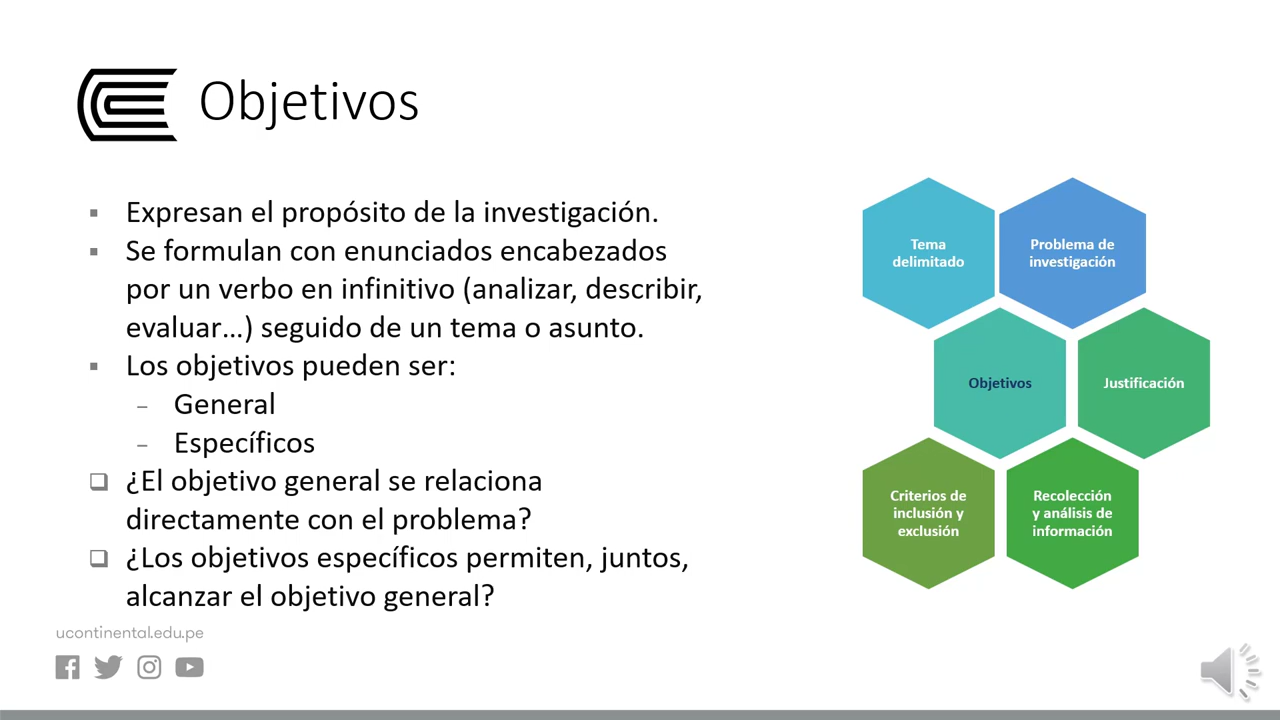 Objetivos
▪ Expresan el propósito de la investigación.
▪ Se formulan con enunciados encabezados
por un verbo en infinitivo (analizar, describir,
evaluar...) seguido de un tema o asunto.
▪ Los objetivos pueden ser:
– General
– Específicos
❑ ¿El objetivo general se relaciona
directamente con el problema?
❑ ¿Los objetivos específicos permiten, juntos,
alcanzar el objetivo general?
Tema
delimitado
Problema de
investigación
Objetivos
Justificación
Criterios de
inclusión y
exclusión
Recolección
y análisis de
información
ucontinental.edu.pe